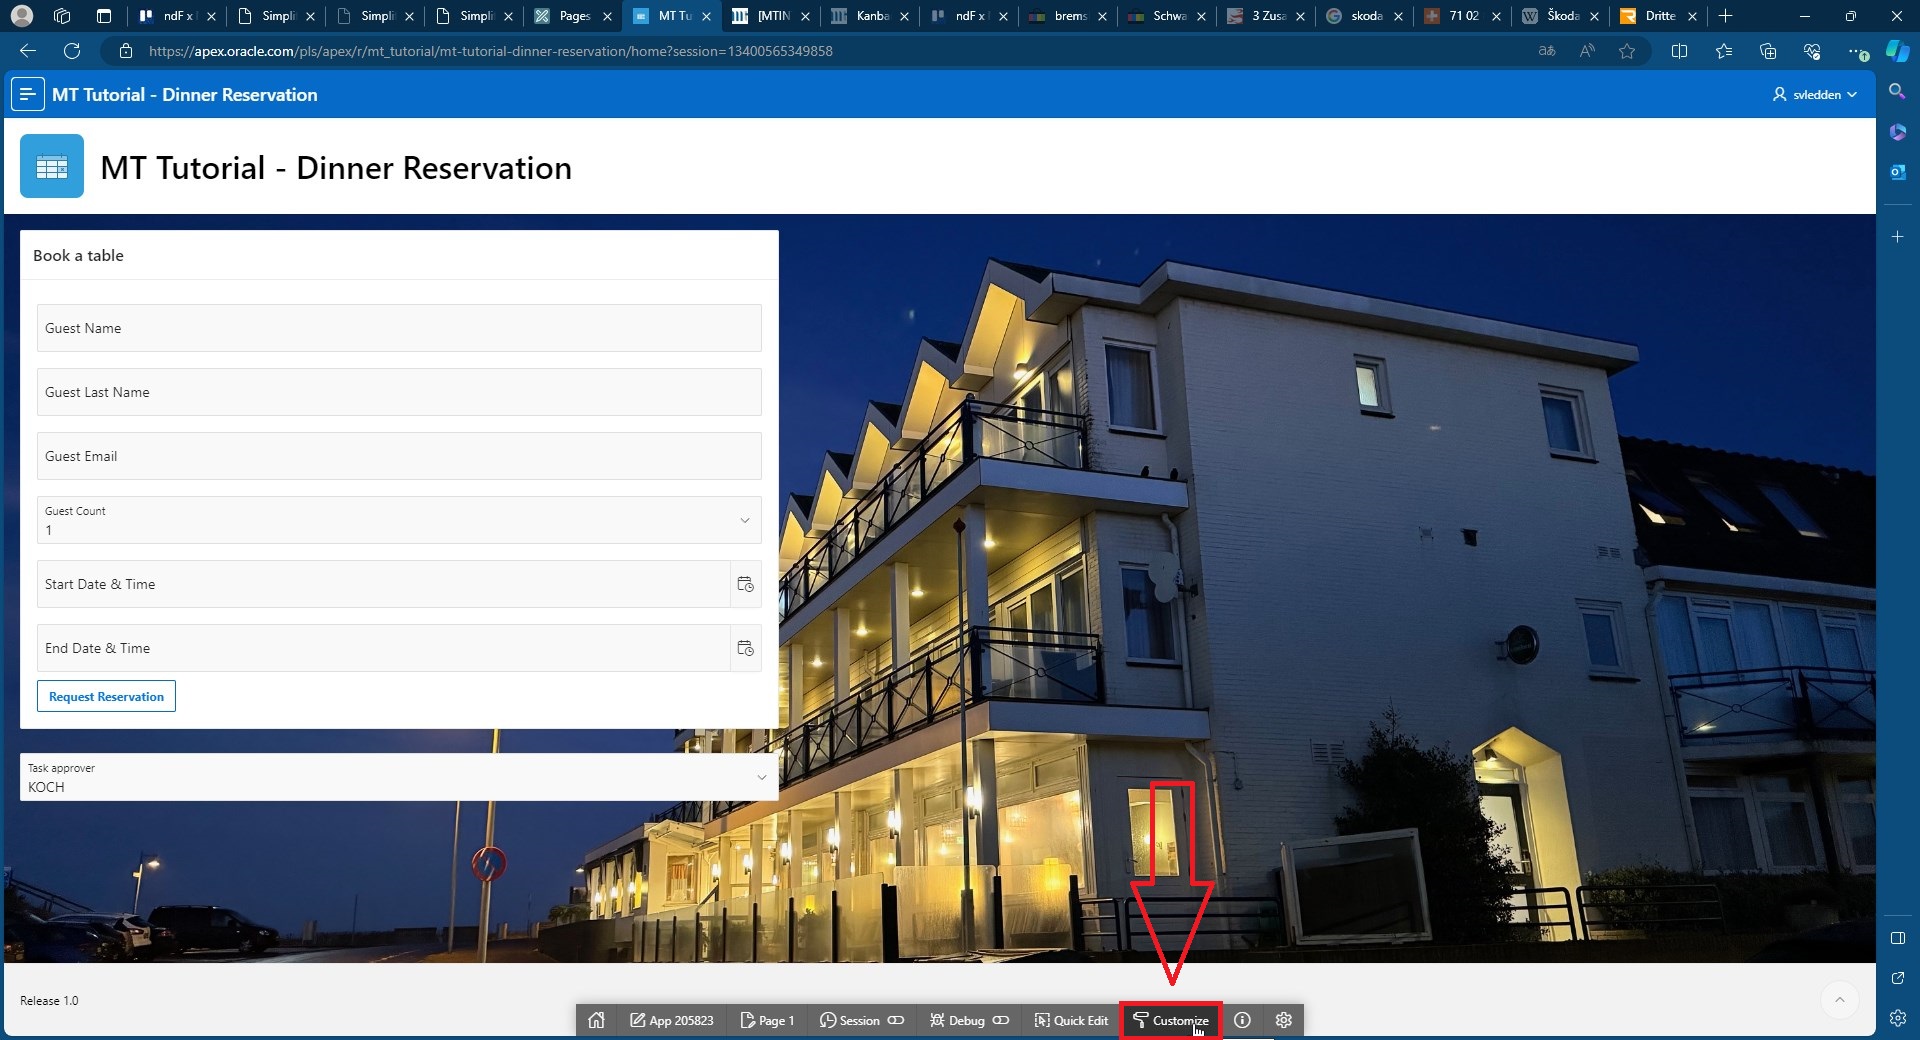 ndF x
Simpli
Simpli
Simpli
Pages
MT Tu
[MTIN
Kanba
ndF x
brems
Schwa
3 Zusa
skoda
71 02
Škoda
Dritte
https://apex.oracle.com/pls/apex/r/mt_tutorial/mt-tutorial-dinner-reservation/home?session=13400565349858
MT Tutorial - Dinner Reservation
svledden
MT Tutorial - Dinner Reservation
Book a table
Guest Name
Guest Last Name
Guest Email
Guest Count
1
Start Date & Time
End Date & Time
Request Reservation
Task approver
KOCH
Release 1.0
App 205823
Page 1
Session
Debug
Quick Edit
Customize